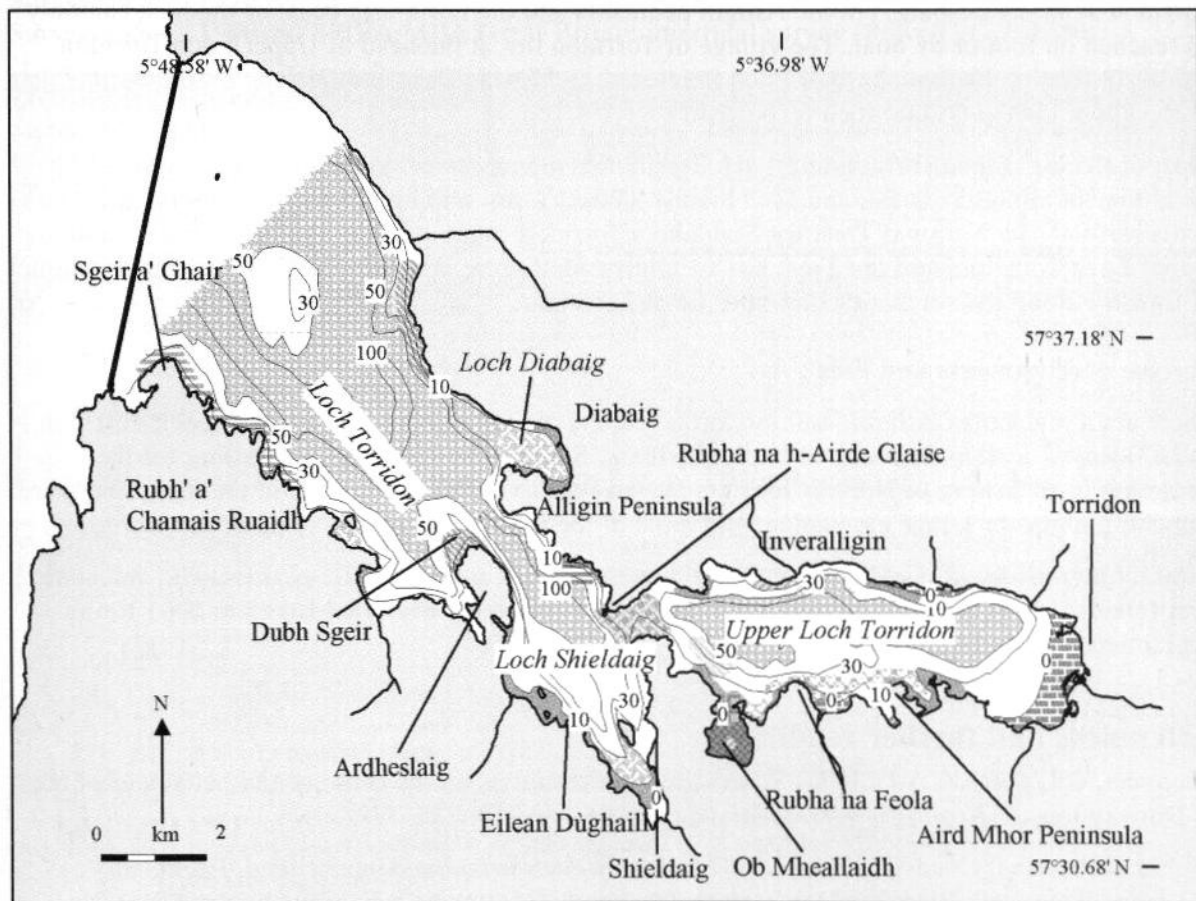 5°48.58' W
5°36.98' W
30
50
Sgeir a' Ghair
50
30
57°37.18' N
100
Loch Diabaig
10
Diabaig
Loch Torridon
50
Rubha na h-Airde Glaise
30
Rubh' a'
Chamais Ruaidh
Alligin Peninsula
Torridon
50
Inveralligin
10
30
100
0
10
Dubh Sgeir
Upper Loch Torridon
Loch Shieldaig
50
30
0
30
0
10
10
0
N
Ardheslaig
0
Rubha na Feola
Eilean Dùghaill
Aird Mhor Peninsula
0 km 2
Shieldaig
Ob Mheallaidh
57°30.68' N